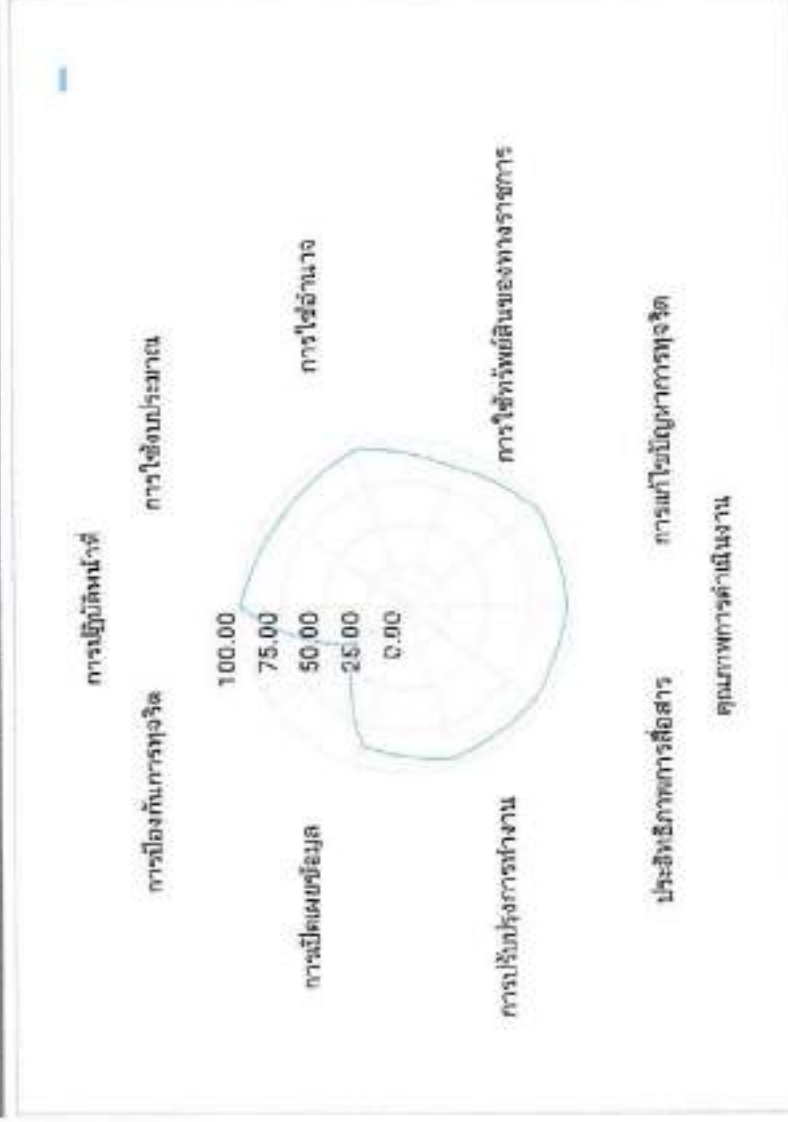 การปฏิบัติหน้าที่
การป้องกันการทุจริต
การใช้งบประมาณ
การเปิดเผยข้อมูล
การใช้อำนาจ
100.00
75.00
50.00
25.00
0.00
การปรับปรุงการทำงาน
การใช้ทรัพย์สินของทางราชการ
ประสิทธิภาพการสื่อสาร
การแก้ไขปัญหาการทุจริต
คุณภาพการดำเนินงาน